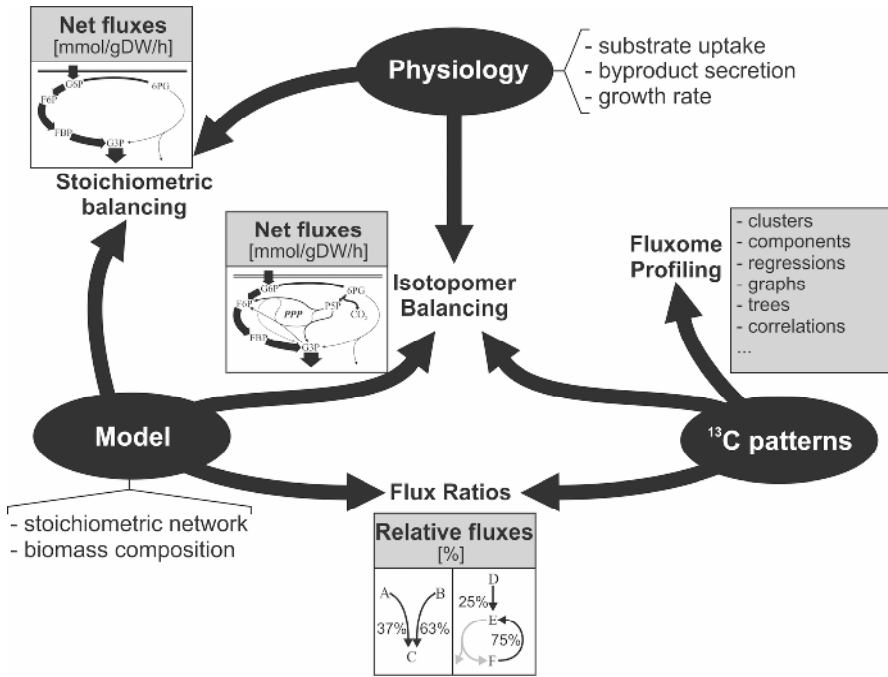 Net fluxes
[mmol/gDW/h]
G6P
6PG
F6P
FBP
G3P
Stoichiometric
balancing
Physiology
- substrate uptake
- byproduct secretion
- growth rate
Net fluxes
[mmol/gDW/h]
G6P
6PG
F6P
PPP
P5P
CO₂
FBP
G3P
Isotopomer
Balancing
Fluxome
Profiling
- clusters
- components
- regressions
- graphs
- trees
- correlations
...
Model
- stoichiometric network
- biomass composition
¹³C patterns
Flux Ratios
Relative fluxes
[%]
A
B
37%
63%
C
D
25%
E
75%
F